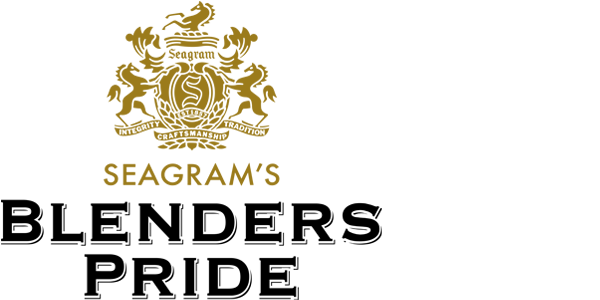 Seagram
S
INTEGRITY
CRAFTSMANSHIP
TRADITION
SEAGRAM'S
BLENDERS
PRIDE